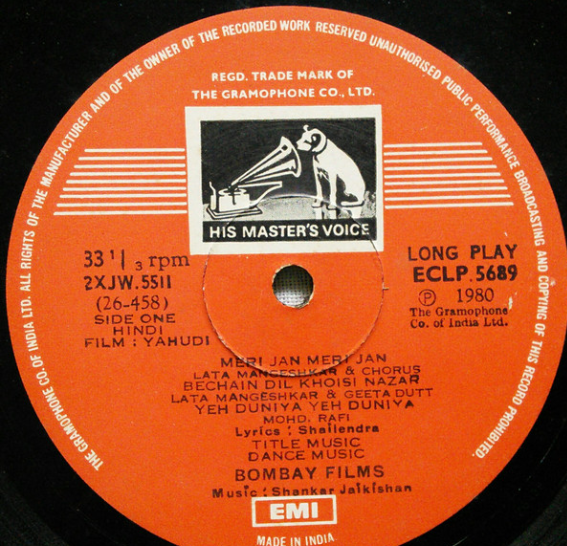 THE GRAMOPHONE CO. OF INDIA LTD. ALL RIGHTS OF THE MANUFACTURER AND OF THE OWNER OF THE RECORDED WORK RESERVED UNAUTHORISED PUBLIC PERFORMANCE BROADCASTING AND COPYING OF THIS RECORD PROHIBITED.
REGD. TRADE MARK OF
THE GRAMOPHONE CO., LTD.
HIS MASTER'S VOICE
33 1/3 rpm
2XJW.5511
(26-458)
SIDE ONE
HINDI
FILM : YAHUDI
LONG PLAY
ECLP.5689
℗ 1980
The Gramophone
Co. of India Ltd.
MERI JAN MERI JAN
LATA MANGESHKAR & CHORUS
BECHAIN DIL KHOISI NAZAR
LATA MANGESHKAR & GEETA DUTT
YEH DUNIYA YEH DUNIYA
MOHD, RAFI
Lyrics : Shailendra
TITLE MUSIC
DANCE MUSIC
BOMBAY FILMS
Music : Shankar Jaikishan
EMI
MADE IN INDIA